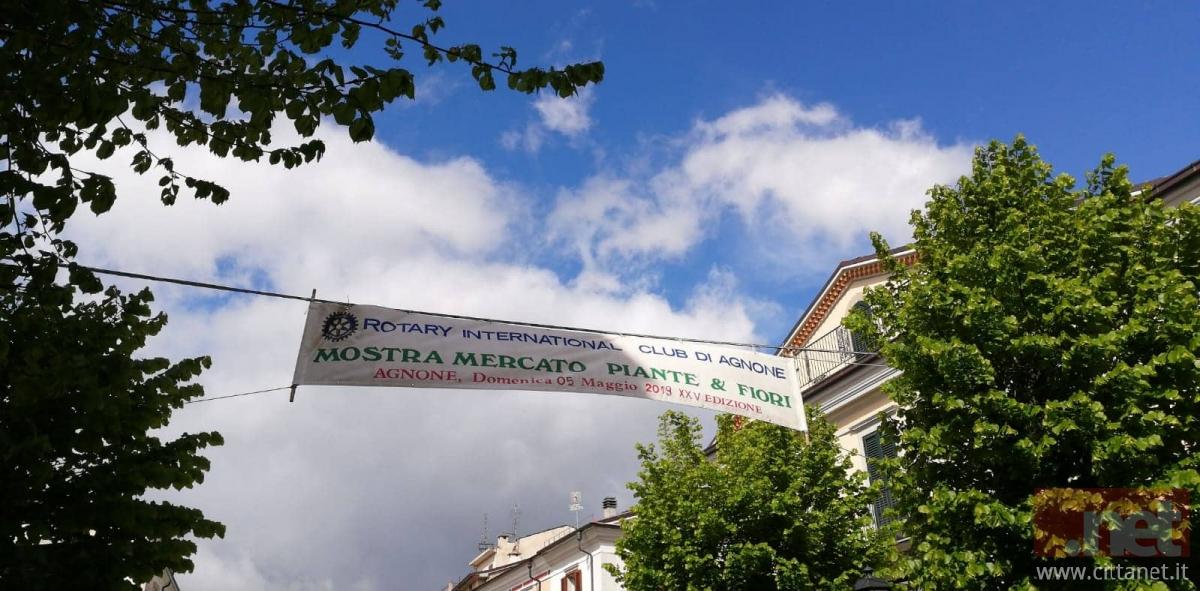 ROTARY INTERNATIONAL CLUB DI AGNONE
MOSTRA MERCATO PIANTE & FIORI
AGNONE, Domenica 05 Maggio 2019 XXV EDIZIONE
.net
www.cittanet.it